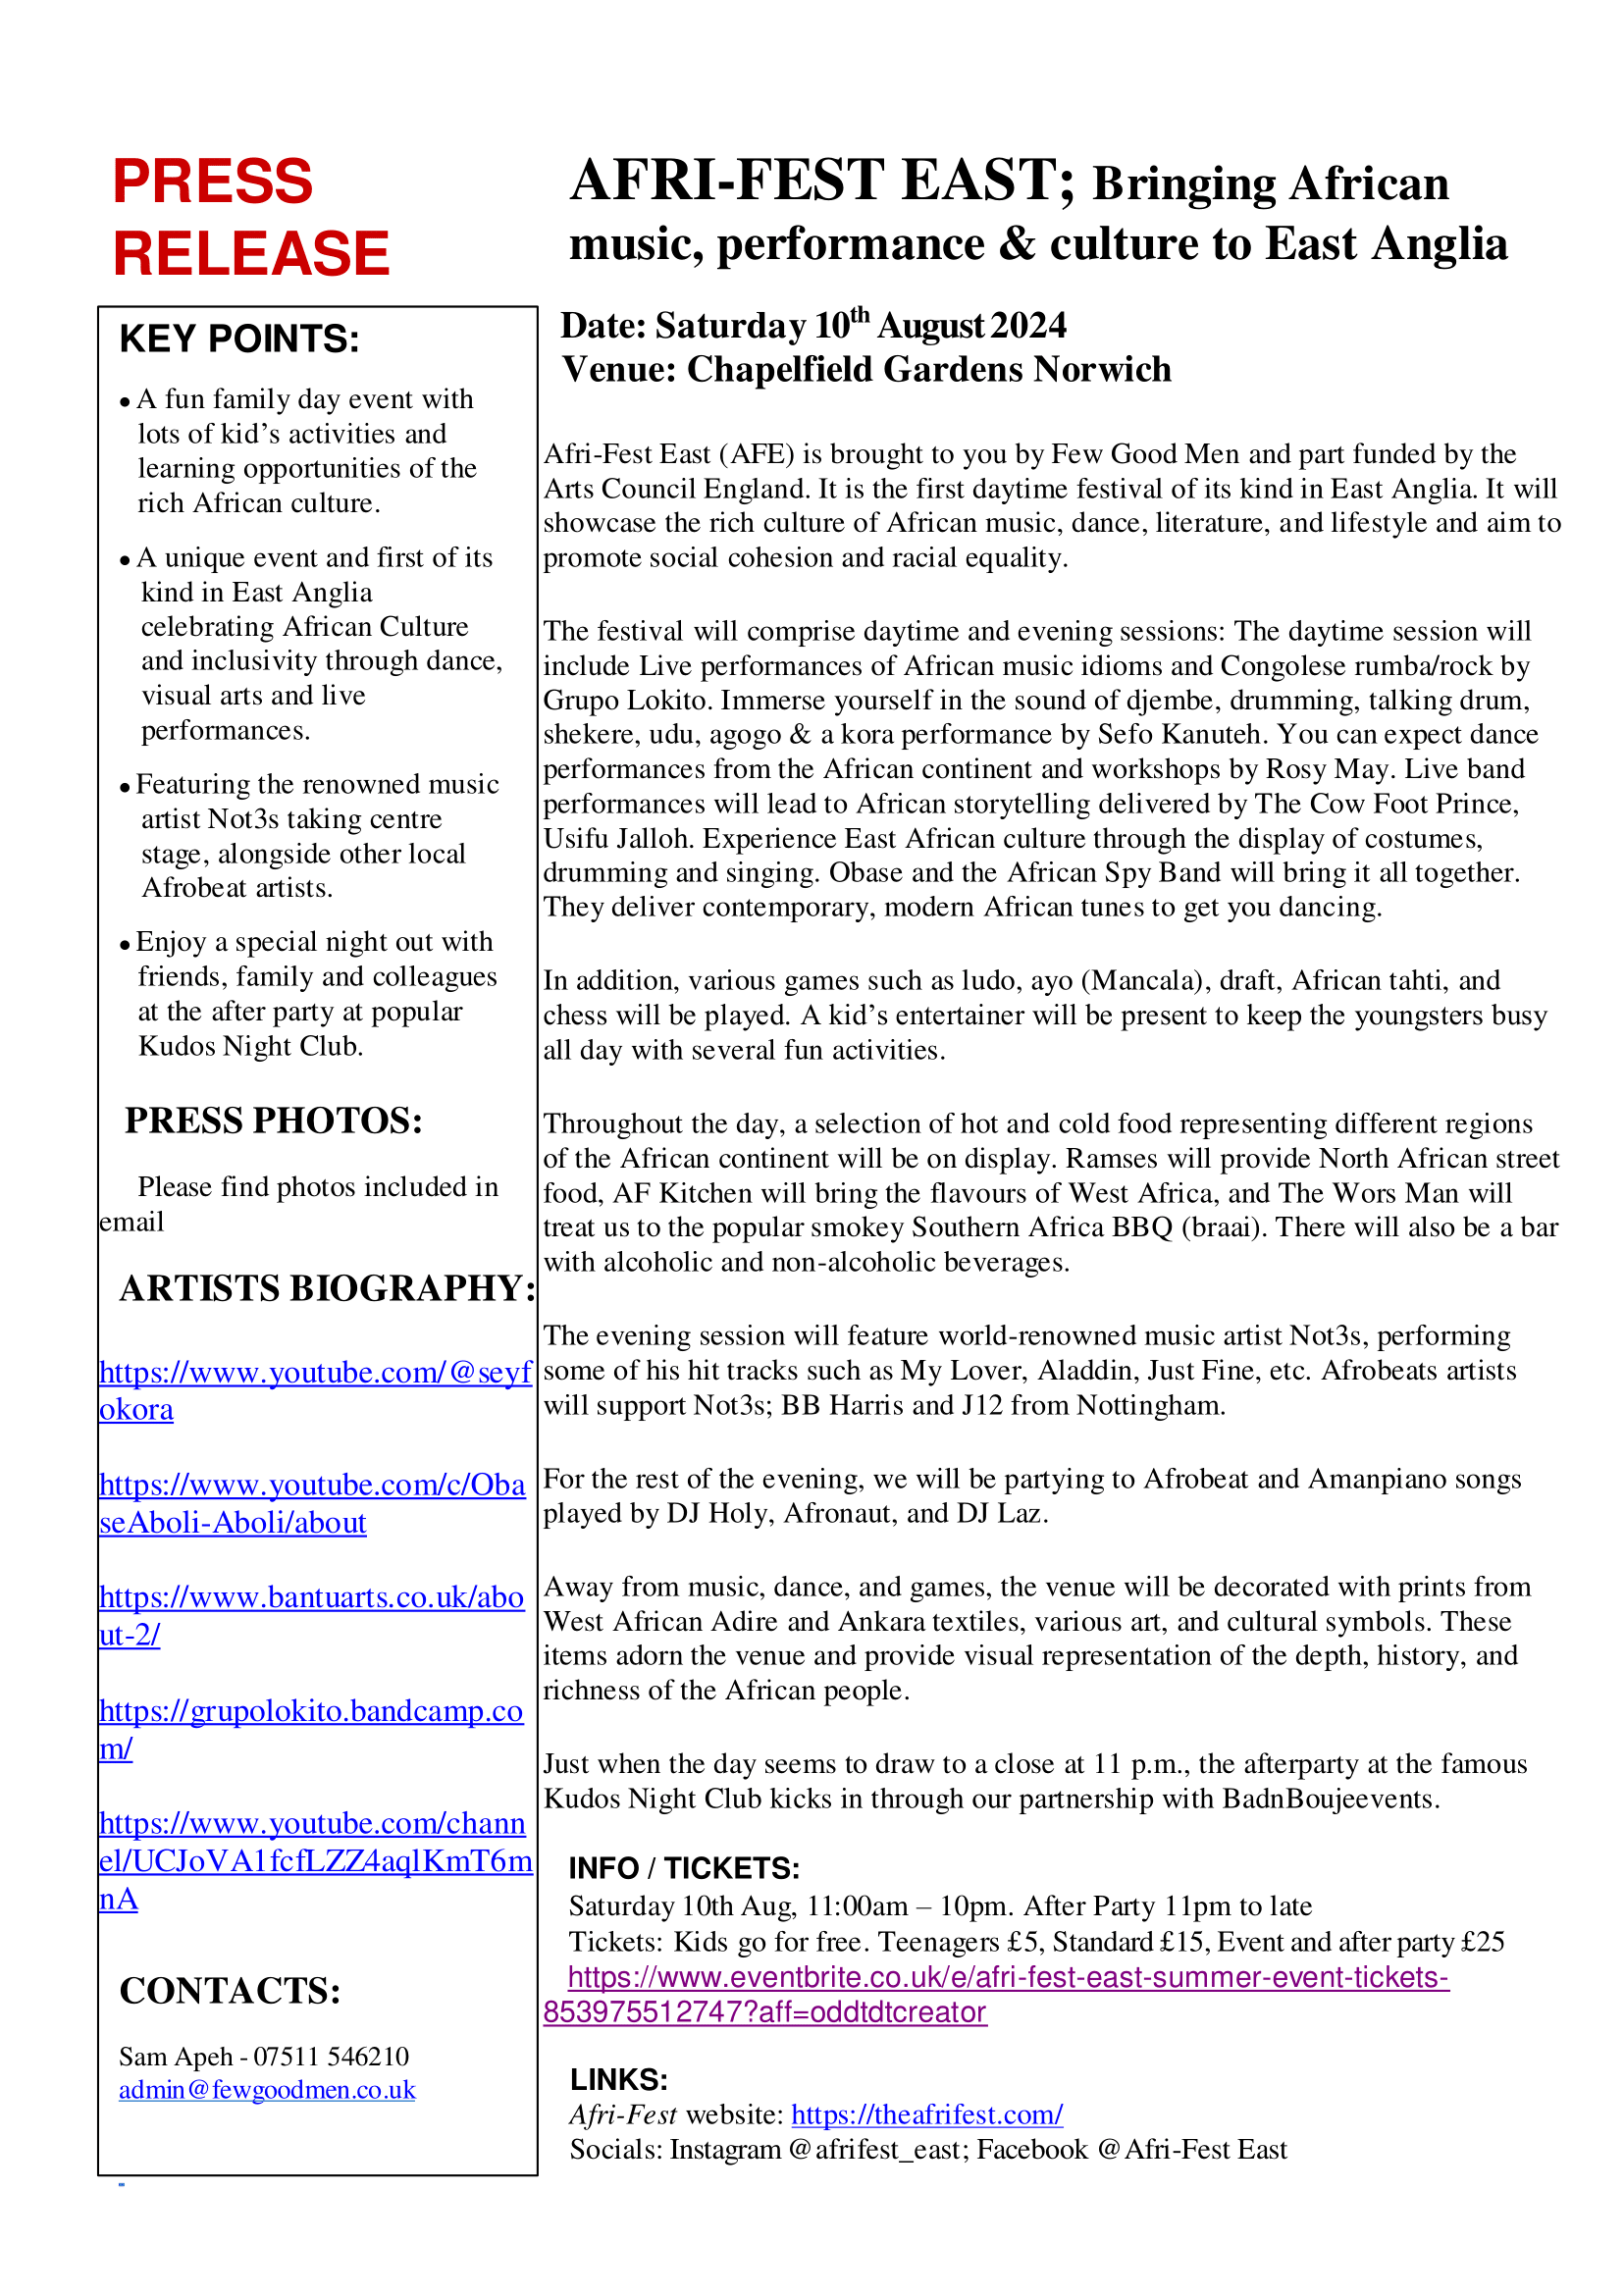 PRESS
RELEASE
KEY POINTS:
• A fun family day event with
lots of kid’s activities and
learning opportunities of the
rich African culture.
• A unique event and first of its
kind in East Anglia
celebrating African Culture
and inclusivity through dance,
visual arts and live
performances.
• Featuring the renowned music
artist Not3s taking centre
stage, alongside other local
Afrobeat artists.
• Enjoy a special night out with
friends, family and colleagues
at the after party at popular
Kudos Night Club.
PRESS PHOTOS:
Please find photos included in
email
ARTISTS BIOGRAPHY:
https://www.youtube.com/@seyf
okora
https://www.youtube.com/c/Oba
seAboli-Aboli/about
https://www.bantuarts.co.uk/abo
ut-2/
https://grupolokito.bandcamp.co
m/
https://www.youtube.com/chann
el/UCJoVA1fcfLZZ4aqlKmT6m
nA
CONTACTS:
Sam Apeh - 07511 546210
admin@fewgoodmen.co.uk
AFRI-FEST EAST; Bringing African
music, performance & culture to East Anglia
Date: Saturday 10th August 2024
Venue: Chapelfield Gardens Norwich
Afri-Fest East (AFE) is brought to you by Few Good Men and part funded by the
Arts Council England. It is the first daytime festival of its kind in East Anglia. It will
showcase the rich culture of African music, dance, literature, and lifestyle and aim to
promote social cohesion and racial equality.
The festival will comprise daytime and evening sessions: The daytime session will
include Live performances of African music idioms and Congolese rumba/rock by
Grupo Lokito. Immerse yourself in the sound of djembe, drumming, talking drum,
shekere, udu, agogo & a kora performance by Sefo Kanuteh. You can expect dance
performances from the African continent and workshops by Rosy May. Live band
performances will lead to African storytelling delivered by The Cow Foot Prince,
Usifu Jalloh. Experience East African culture through the display of costumes,
drumming and singing. Obase and the African Spy Band will bring it all together.
They deliver contemporary, modern African tunes to get you dancing.
In addition, various games such as ludo, ayo (Mancala), draft, African tahti, and
chess will be played. A kid’s entertainer will be present to keep the youngsters busy
all day with several fun activities.
Throughout the day, a selection of hot and cold food representing different regions
of the African continent will be on display. Ramses will provide North African street
food, AF Kitchen will bring the flavours of West Africa, and The Wors Man will
treat us to the popular smokey Southern Africa BBQ (braai). There will also be a bar
with alcoholic and non-alcoholic beverages.
The evening session will feature world-renowned music artist Not3s, performing
some of his hit tracks such as My Lover, Aladdin, Just Fine, etc. Afrobeats artists
will support Not3s; BB Harris and J12 from Nottingham.
For the rest of the evening, we will be partying to Afrobeat and Amanpiano songs
played by DJ Holy, Afronaut, and DJ Laz.
Away from music, dance, and games, the venue will be decorated with prints from
West African Adire and Ankara textiles, various art, and cultural symbols. These
items adorn the venue and provide visual representation of the depth, history, and
richness of the African people.
Just when the day seems to draw to a close at 11 p.m., the afterparty at the famous
Kudos Night Club kicks in through our partnership with BadnBoujeevents.
INFO / TICKETS:
Saturday 10th Aug, 11:00am – 10pm. After Party 11pm to late
Tickets: Kids go for free. Teenagers £5, Standard £15, Event and after party £25
https://www.eventbrite.co.uk/e/afri-fest-east-summer-event-tickets-
853975512747?aff=oddtdtcreator
LINKS:
Afri-Fest website: https://theafrifest.com/
Socials: Instagram @afrifest_east; Facebook @Afri-Fest East